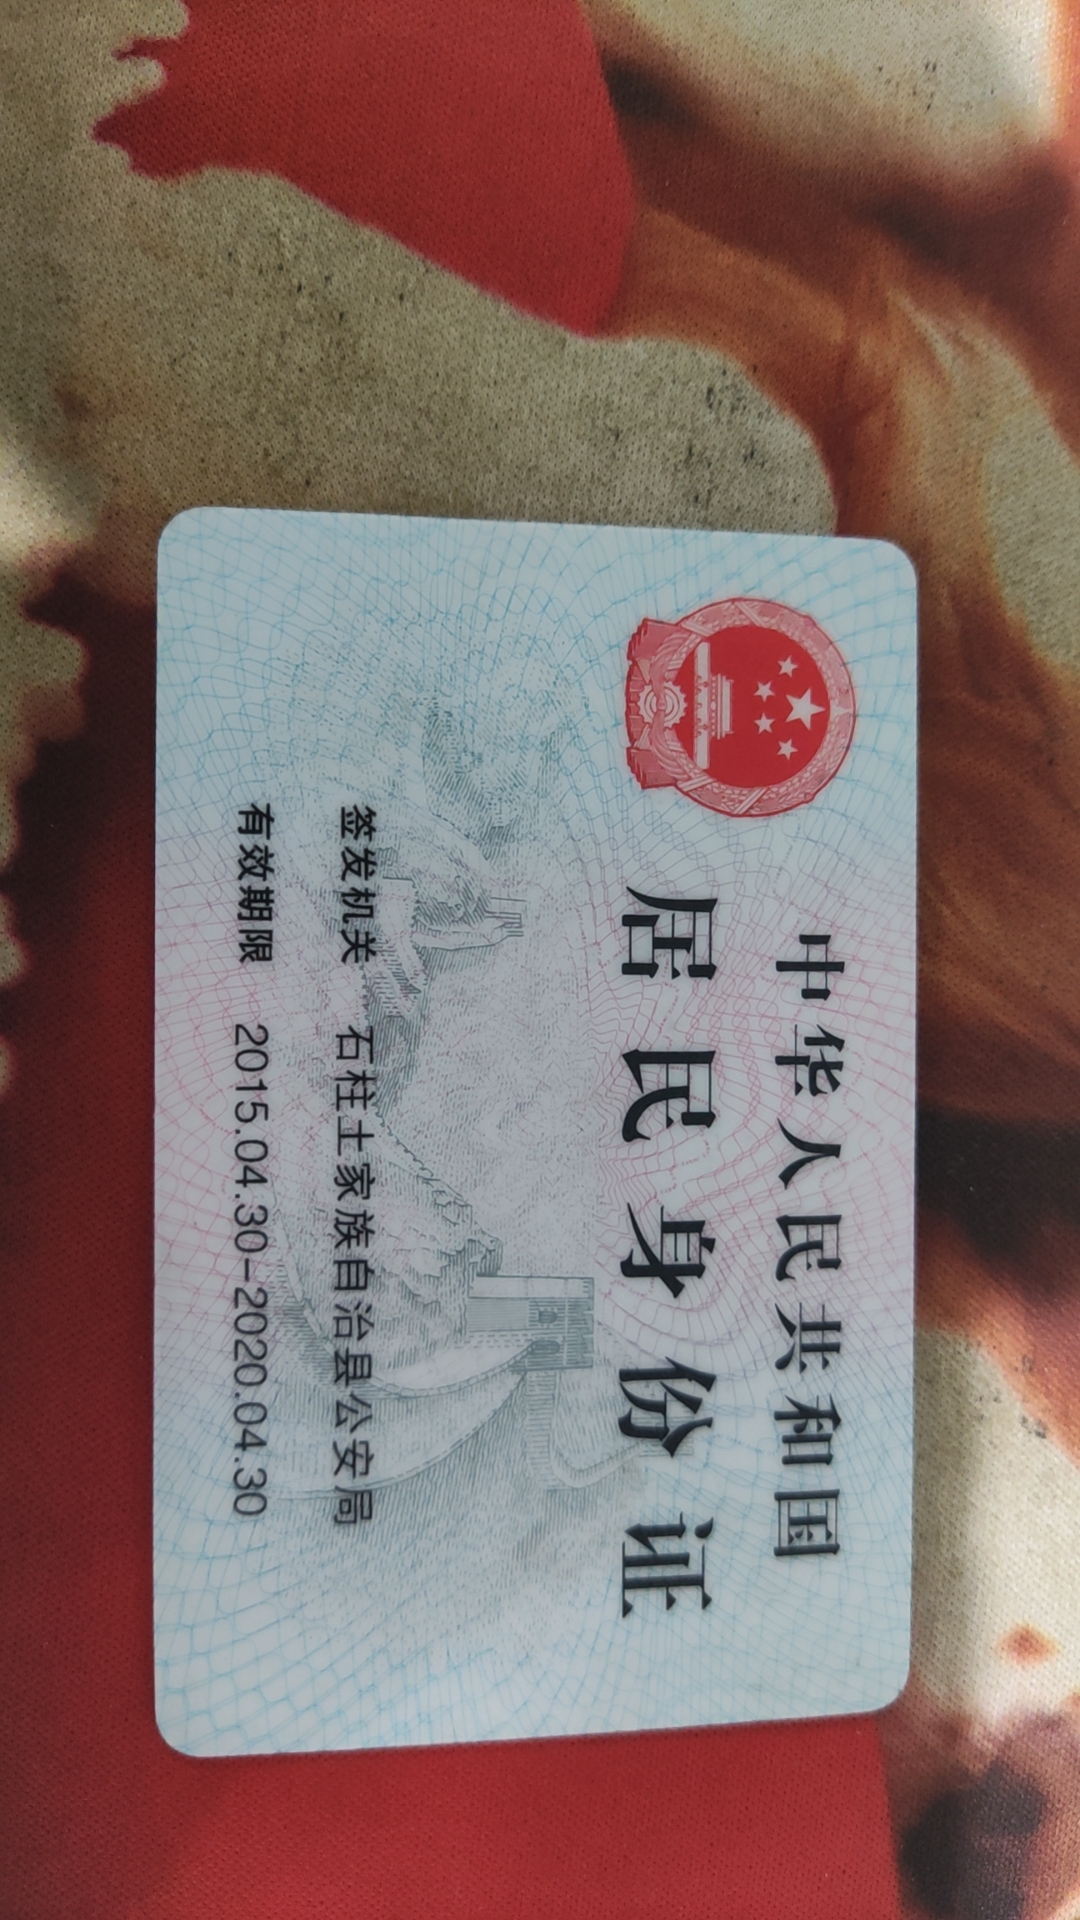 中华人民共和国
居民身份证
签发机关 石柱土家族自治县公安局
有效期限 2015.04.30-2020.04.30